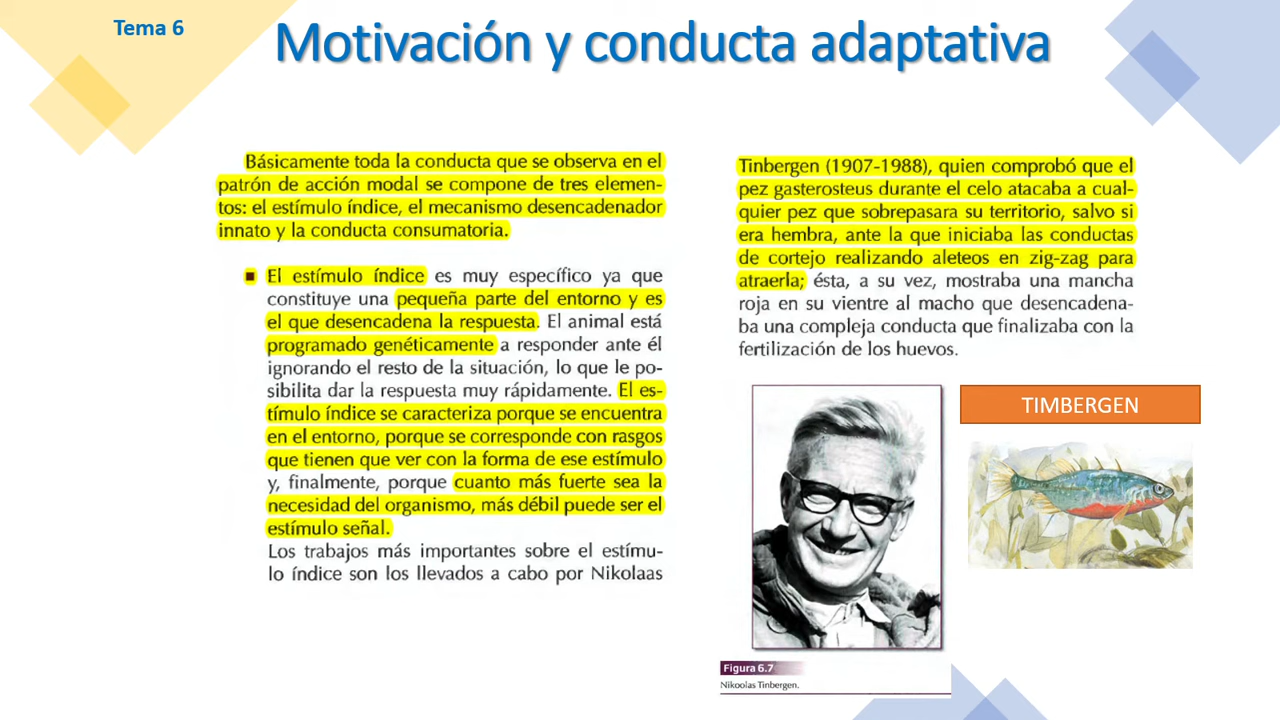 Tema 6
Motivación y conducta adaptativa
Básicamente toda la conducta que se observa en el
patrón de acción modal se compone de tres elemen-
tos: el estímulo índice, el mecanismo desencadenador
innato y la conducta consumatoria.
El estímulo índice es muy específico ya que
constituye una pequeña parte del entorno y es
el que desencadena la respuesta. El animal está
programado genéticamente a responder ante él
ignorando el resto de la situación, lo que le po-
sibilita dar la respuesta muy rápidamente. El es-
tímulo índice se caracteriza porque se encuentra
en el entorno, porque se corresponde con rasgos
que tienen que ver con la forma de ese estímulo
y, finalmente, porque cuanto más fuerte sea la
necesidad del organismo, más débil puede ser el
estímulo señal.
Los trabajos más importantes sobre el estímu-
lo índice son los llevados a cabo por Nikolaas
Tinbergen (1907-1988), quien comprobó que el
pez gasterosteus durante el celo atacaba a cual-
quier pez que sobrepasara su territorio, salvo si
era hembra, ante la que iniciaba las conductas
de cortejo realizando aleteos en zig-zag para
atraerla; ésta, a su vez, mostraba una mancha
roja en su vientre al macho que desencadena-
ba una compleja conducta que finalizaba con la
fertilización de los huevos.
TIMBERGEN
Figura 6.7
Nikoolas Tinbergen.